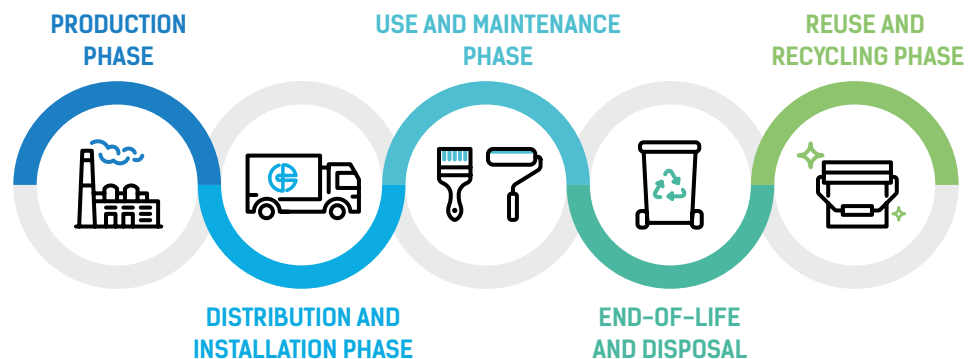 PRODUCTION
PHASE
DISTRIBUTION AND
INSTALLATION PHASE
USE AND MAINTENANCE
PHASE
END-OF-LIFE
AND DISPOSAL
REUSE AND
RECYCLING PHASE